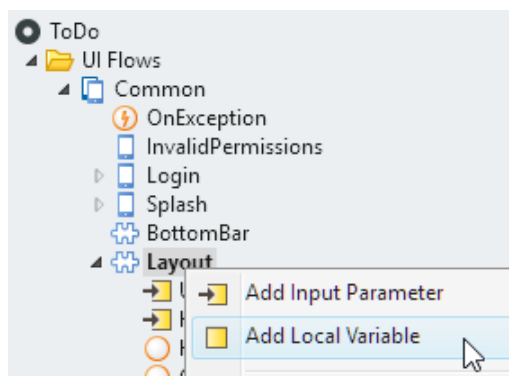 ToDo
UI Flows
Common
OnException
InvalidPermissions
Login
Splash
BottomBar
Layout
Add Input Parameter
Add Local Variable